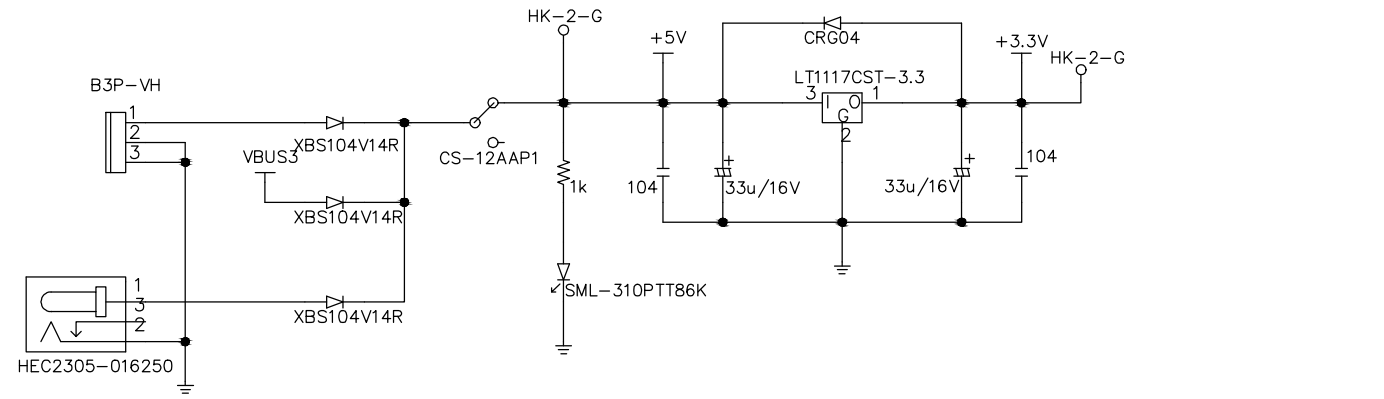 HK-2-G
+5V
CRG04
+3.3V
HK-2-G
B3P-VH
LT1117CST-3.3
3
I
O
1
G
2
1
2
3
XBS104V14R
VBUS3
CS-12AAP1
XBS104V14R
1k
104
+
33u/16V
+
33u/16V
104
1
3
2
XBS104V14R
SML-310PTT86K
HEC2305-016250